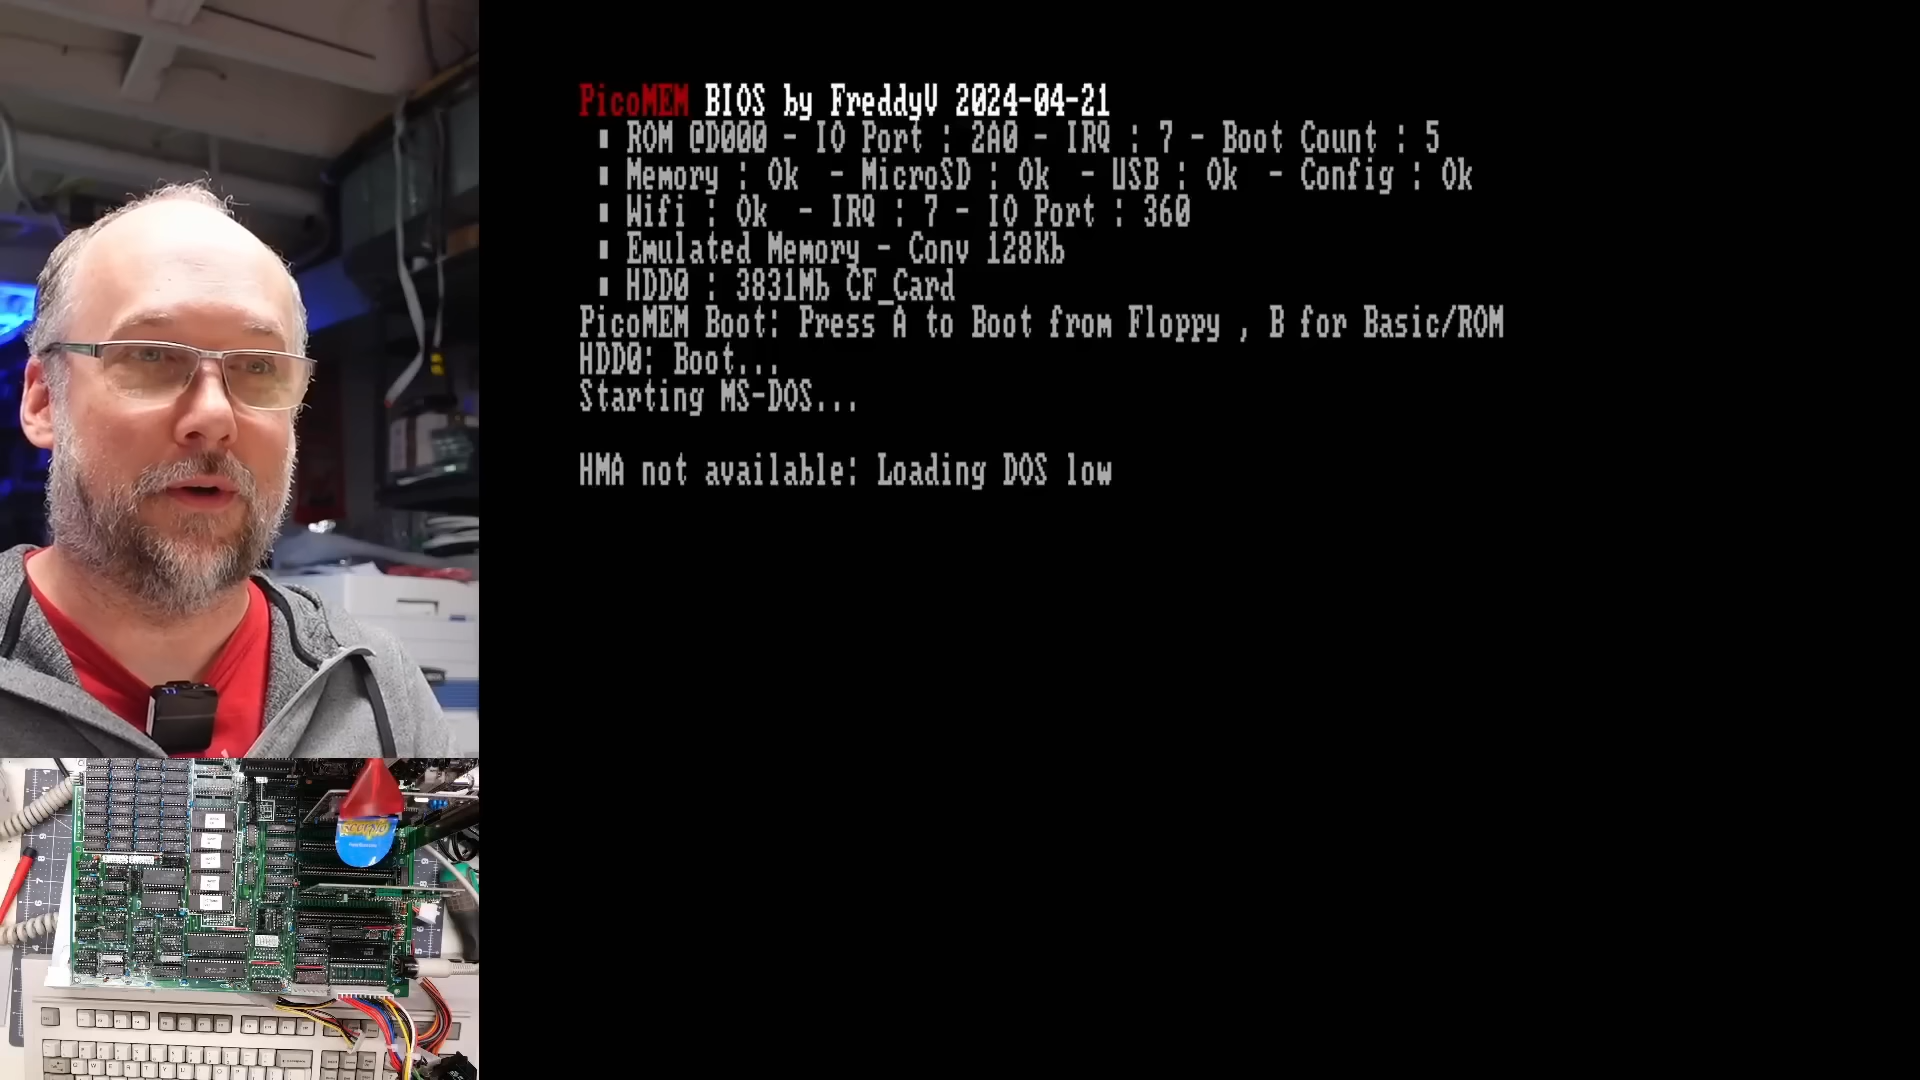 PicoMEM BIOS by FreddyV 2024-04-21
▪ ROM @D000 - IO Port : 2A0 - IRQ : 7 - Boot Count : 5
▪ Memory : Ok - MicroSD : Ok - USB : Ok - Config : Ok
▪ Wifi : Ok - IRQ : 7 - IO Port : 360
▪ Emulated Memory - Conv 128Kb
▪ HDD0 : 3831Mb CF_Card
PicoMEM Boot: Press A to Boot from Floppy , B for Basic/ROM
HDD0: Boot...
Starting MS-DOS...
HMA not available: Loading DOS low